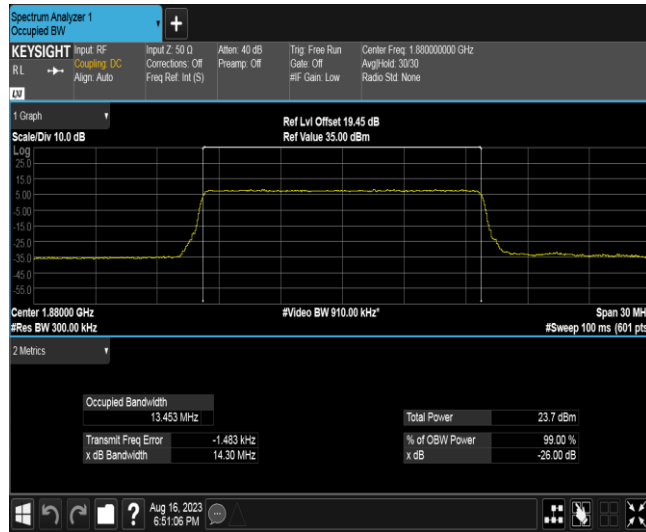 Spectrum Analyzer 1
Occupied BW
+
KEYSIGHT
RL
LXI
Input: RF
Coupling: DC
Align: Auto
Input Z: 50 Ω
Corrections: Off
Freq Ref: Int (S)
Atten: 40 dB
Preamp: Off
Trig: Free Run
Gate: Off
#IF Gain: Low
Center Freq: 1.880000000 GHz
Avg|Hold: 30/30
Radio Std: None
1 Graph
Scale/Div 10.0 dB
Ref Lvl Offset 19.45 dB
Ref Value 35.00 dBm
Log
25.0
15.0
5.00
-5.00
-15.0
-25.0
-35.0
-45.0
-55.0
Center 1.88000 GHz
#Video BW 910.00 kHz*
Span 30 MH
#Res BW 300.00 kHz
#Sweep 100 ms (601 pts
2 Metrics
Occupied Bandwidth
13.453 MHz
Total Power 23.7 dBm
Transmit Freq Error -1.483 kHz
% of OBW Power 99.00 %
x dB Bandwidth 14.30 MHz
x dB -26.00 dB
?
Aug 16, 2023
6:51:06 PM